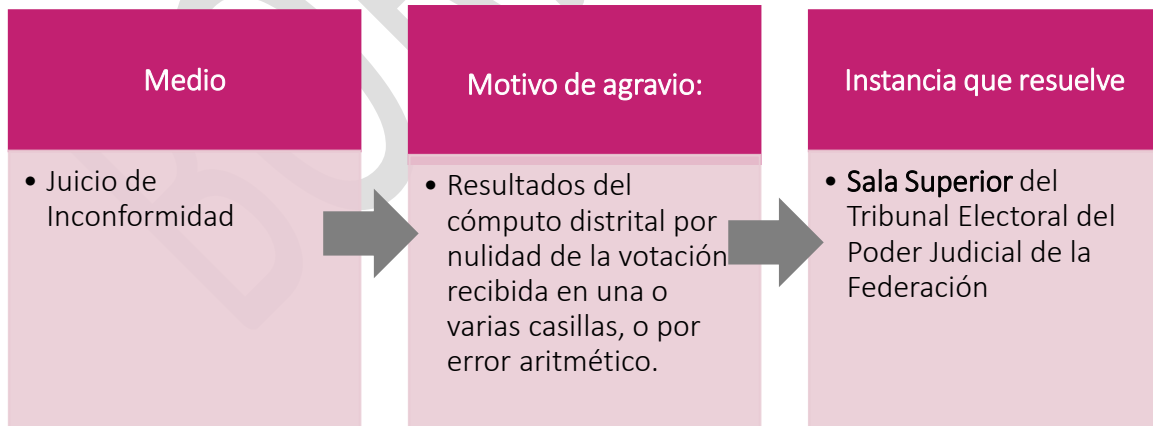 Medio
• Juicio de
Inconformidad
Motivo de agravio:
• Resultados del
cómputo distrital por
nulidad de la votación
recibida en una o
varias casillas, o por
error aritmético.
Instancia que resuelve
• Sala Superior del
Tribunal Electoral del
Poder Judicial de la
Federación